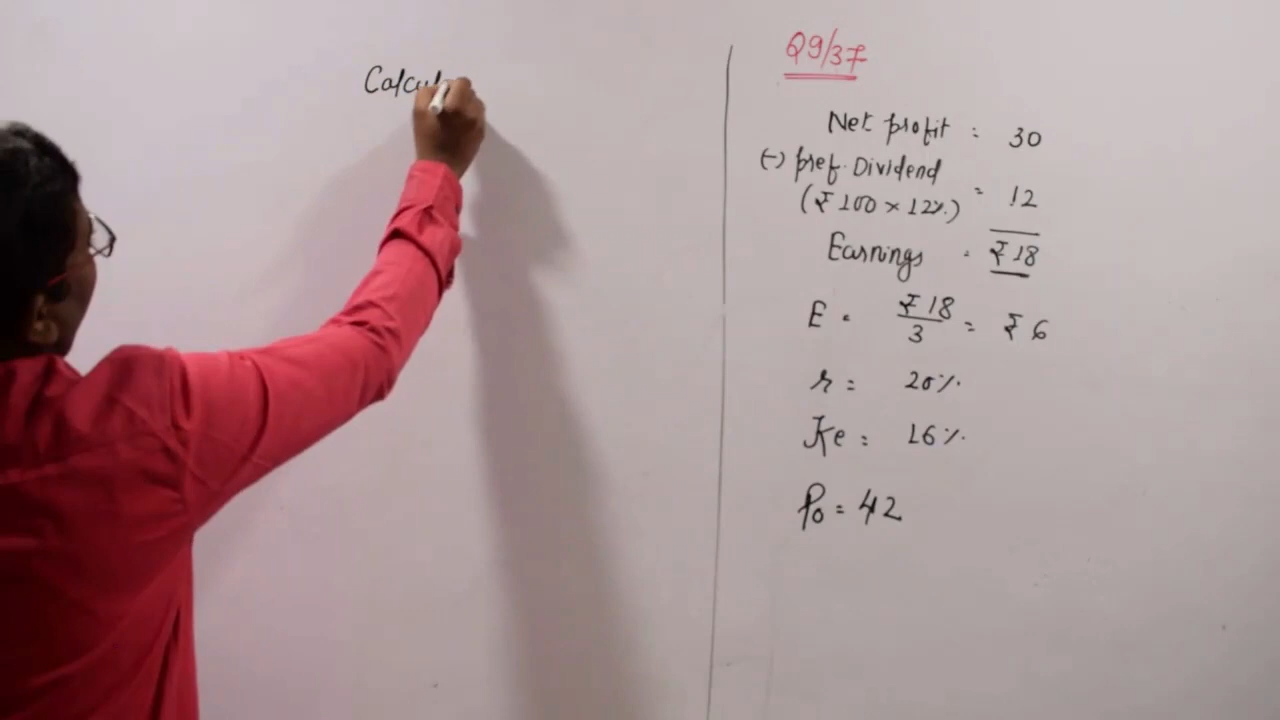 Calcul
Q9/37
Net profit : 30
(-) pref. Dividend
(₹100 × 12%) = 12
Earnings = ₹18
E = ₹18/3 = ₹6
r = 20%
Ke = 16%
P0 = 42